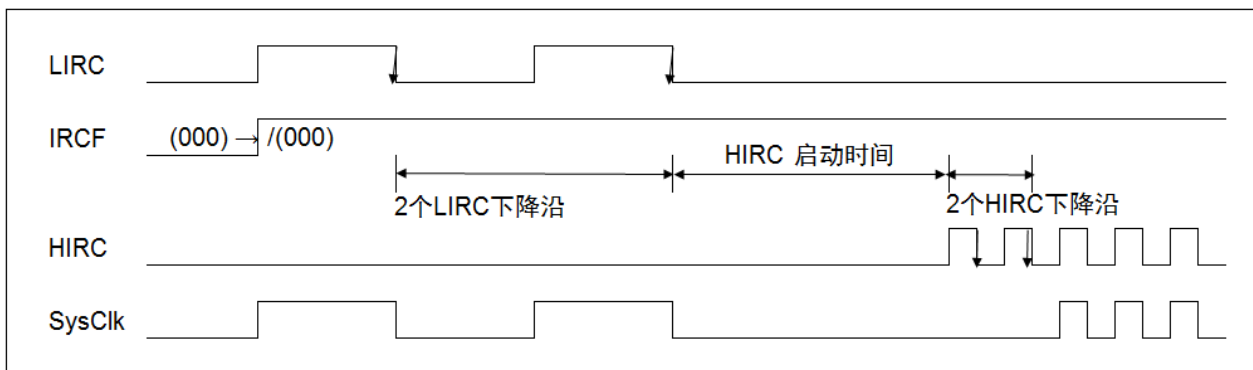 LIRC
IRCF
(000) → /(000)
HIRC 启动时间
2个LIRC下降沿
2个HIRC下降沿
HIRC
SysClk